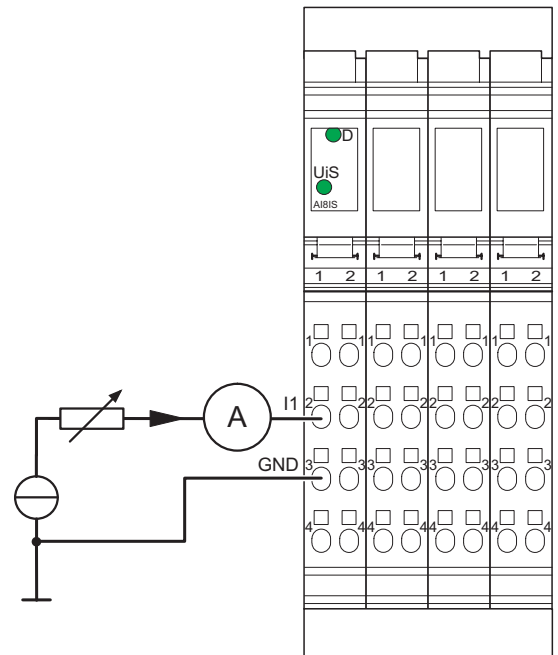 D
UiS
AI8IS
1 2 1 2 1 2 1 2
1 1 1 1 1 1 1 1
A I1 2 2 2 2 2 2 2 2
GND 3 3 3 3 3 3 3 3
4 4 4 4 4 4 4 4